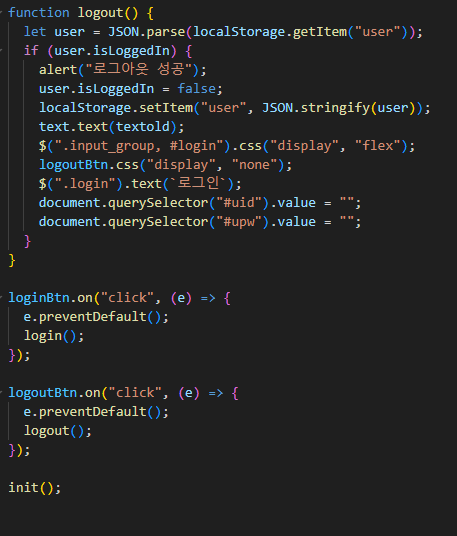 function logout() {
let user = JSON.parse(localStorage.getItem("user"));
if (user.isLoggedIn) {
alert("로그아웃 성공");
user.isLoggedIn = false;
localStorage.setItem("user", JSON.stringify(user));
text.text(textold);
$(".input_group, #login").css("display", "flex");
logoutBtn.css("display", "none");
$(".login").text(`로그인`);
document.querySelector("#uid").value = "";
document.querySelector("#upw").value = "";
}
}
loginBtn.on("click", (e) => {
e.preventDefault();
login();
});
logoutBtn.on("click", (e) => {
e.preventDefault();
logout();
});
init();